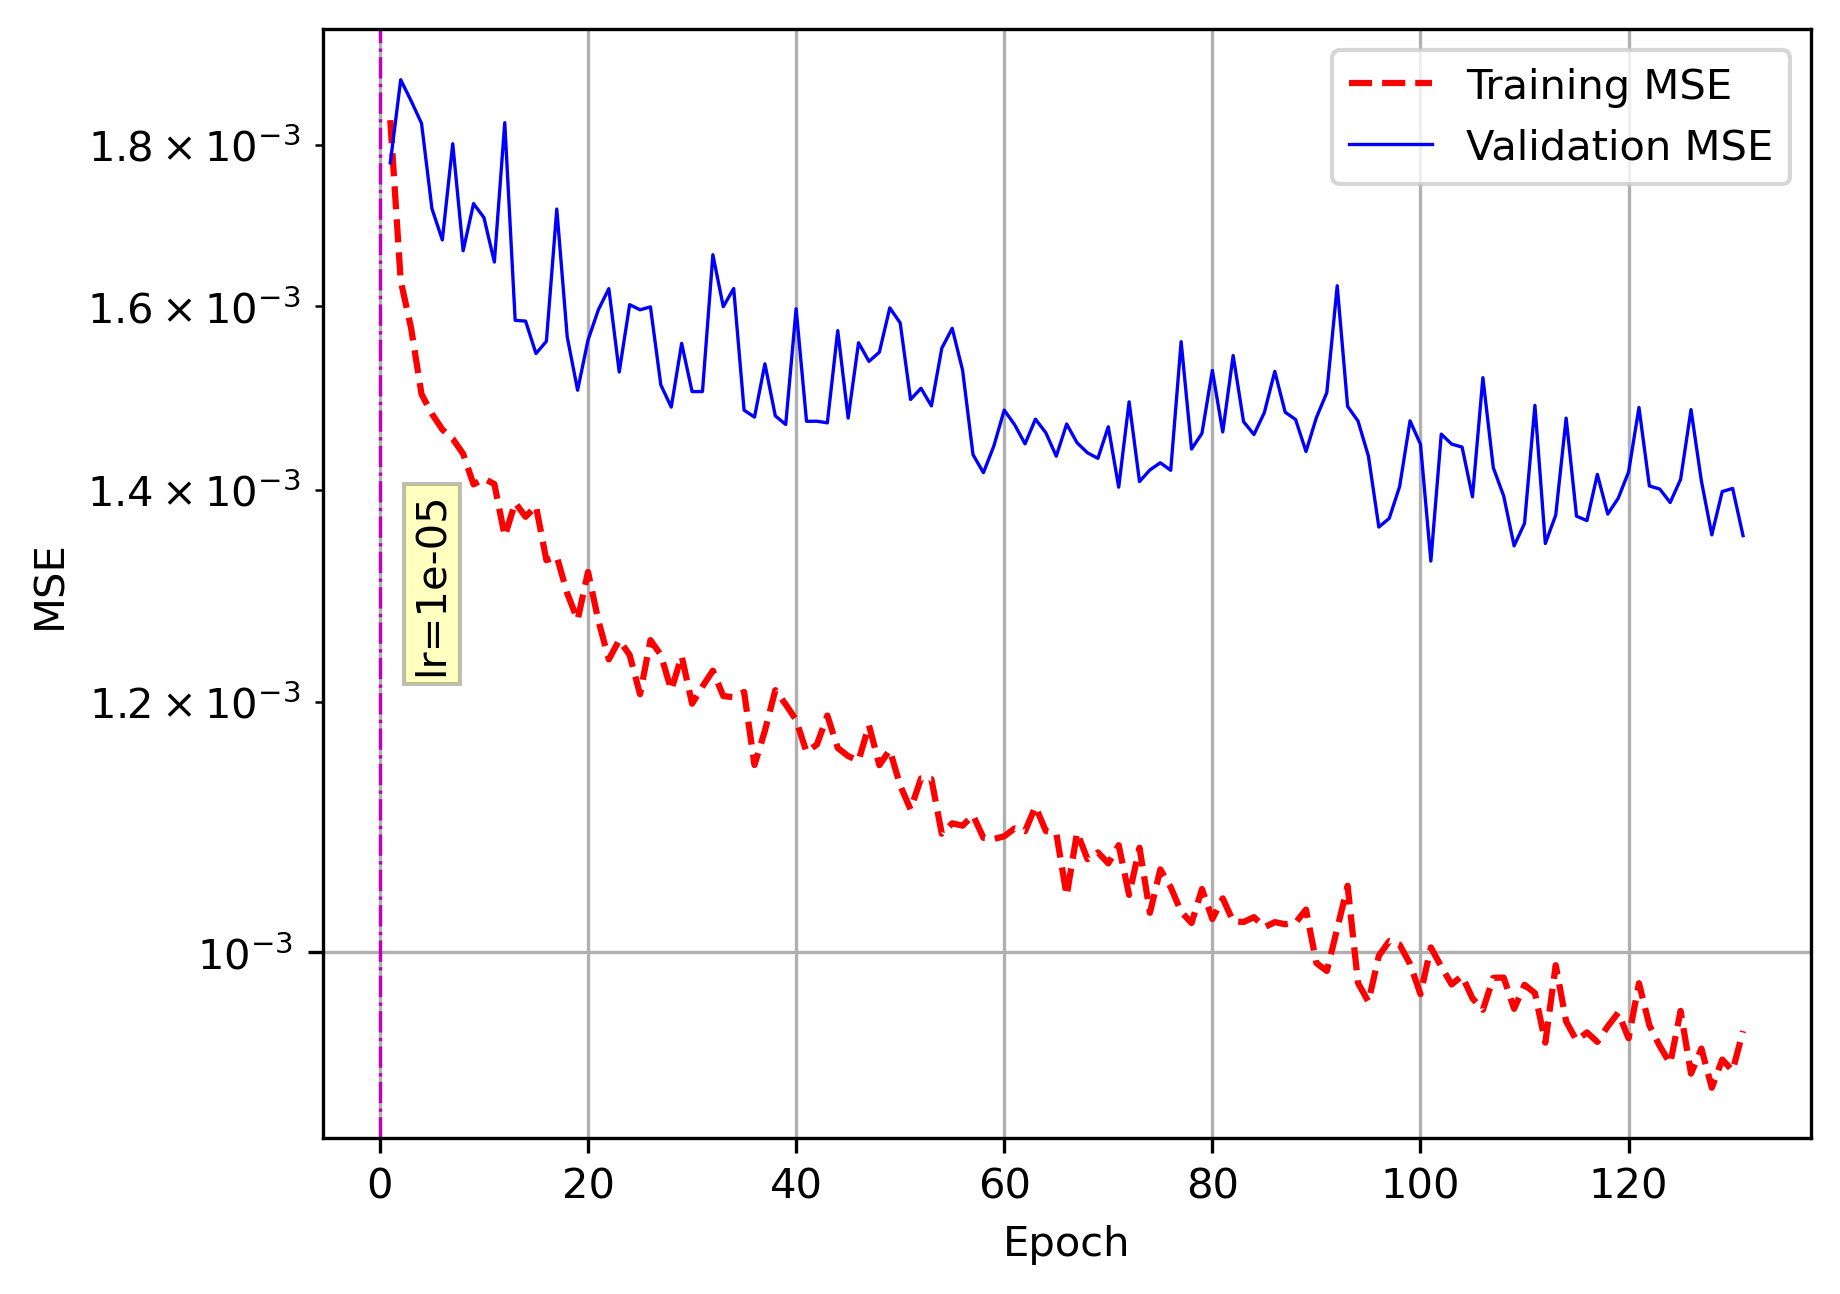 Training MSE
Validation MSE
1.8 × 10⁻³
1.6 × 10⁻³
1.4 × 10⁻³
1.2 × 10⁻³
10⁻³
MSE
lr=1e-05
0 20 40 60 80 100 120
Epoch